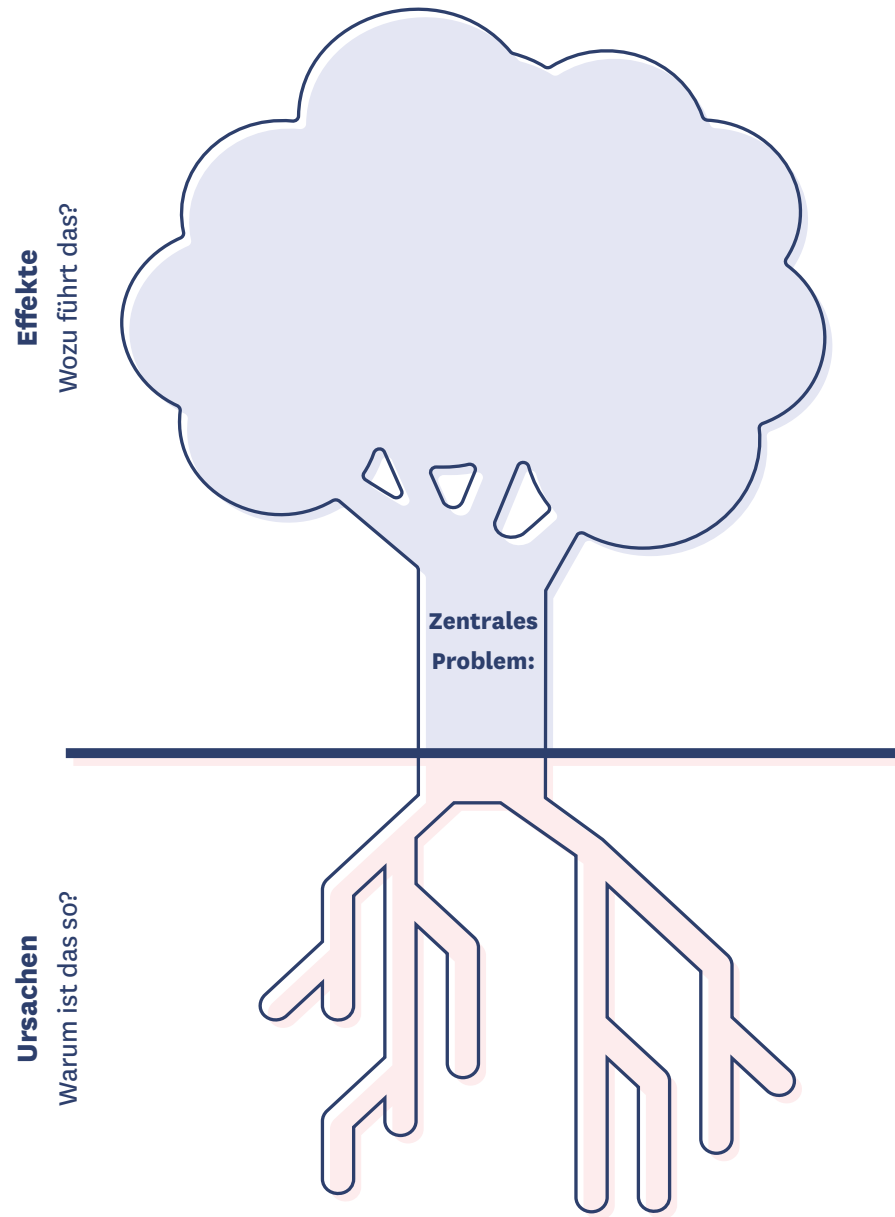 Effekte
Wozu führt das?
Zentrales
Problem:
Ursachen
Warum ist das so?